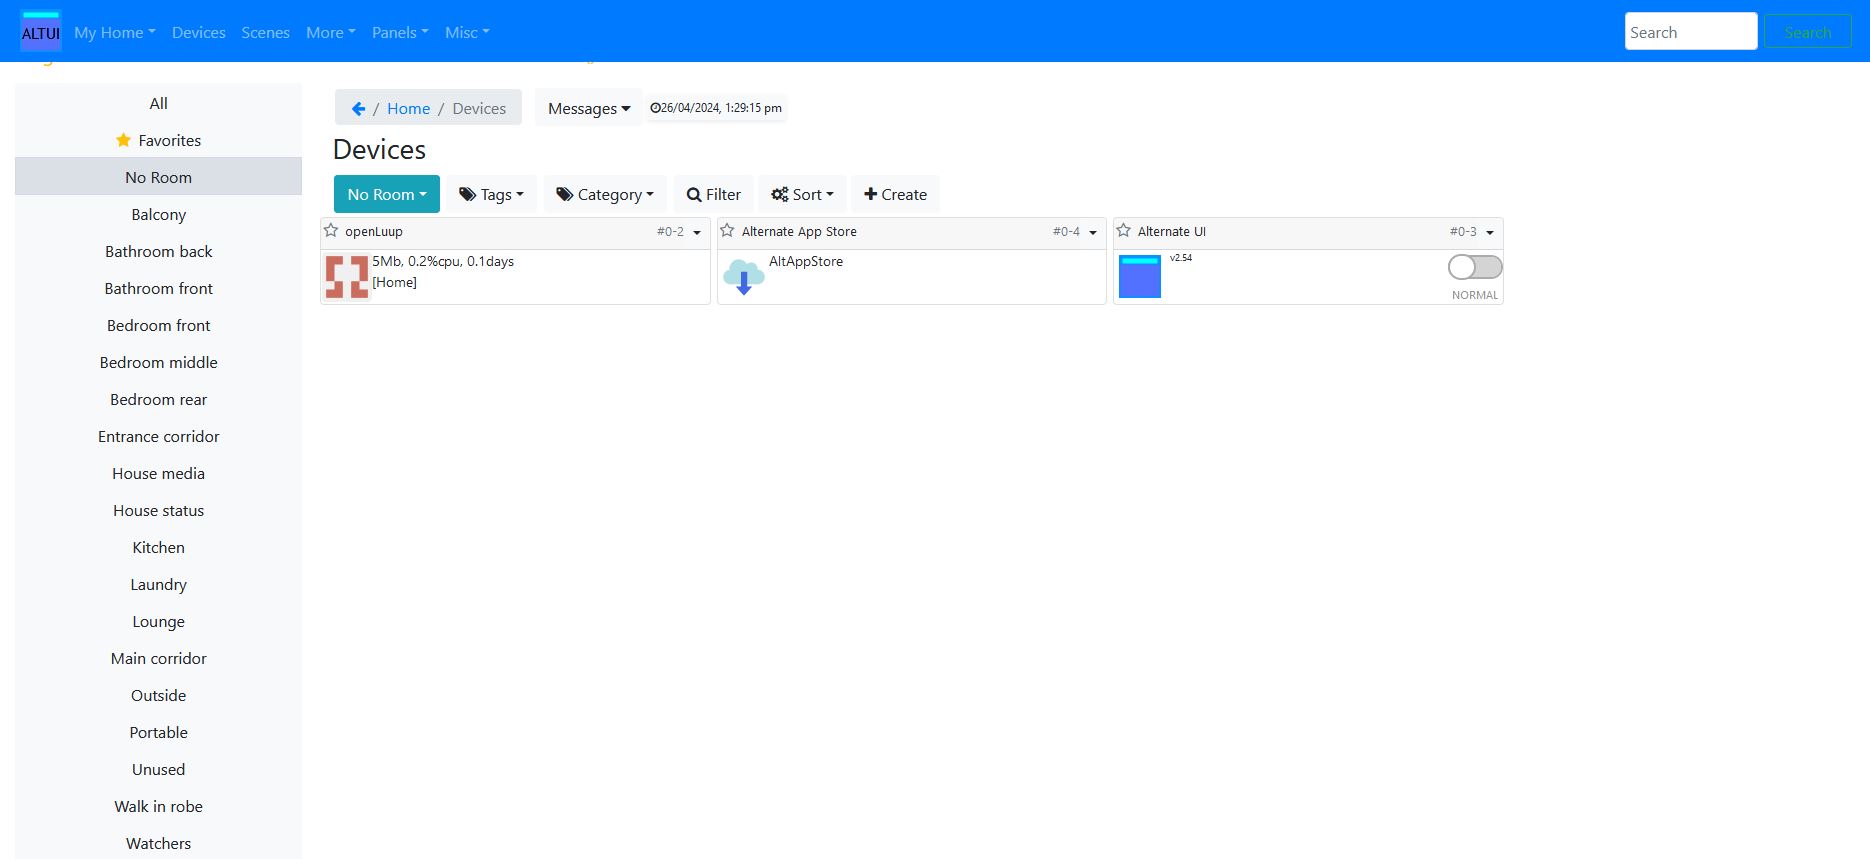 ALTUI My Home Devices Scenes More Panels Misc Search Search
All
Favorites
No Room
Balcony
Bathroom back
Bathroom front
Bedroom front
Bedroom middle
Bedroom rear
Entrance corridor
House media
House status
Kitchen
Laundry
Lounge
Main corridor
Outside
Portable
Unused
Walk in robe
Watchers
/ Home / Devices Messages 26/04/2024, 1:29:15 pm
Devices
No Room Tags Category Filter Sort Create
openLuup #0-2
5Mb, 0.2%cpu, 0.1days
[Home]
Alternate App Store #0-4
AltAppStore
Alternate UI #0-3
v2.54
NORMAL